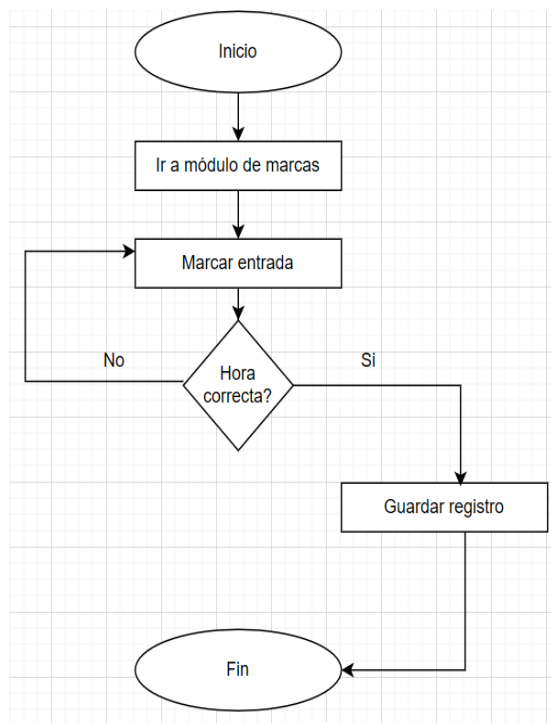 Inicio
Ir a módulo de marcas
Marcar entrada
No
Hora
correcta?
Si
Guardar registro
Fin